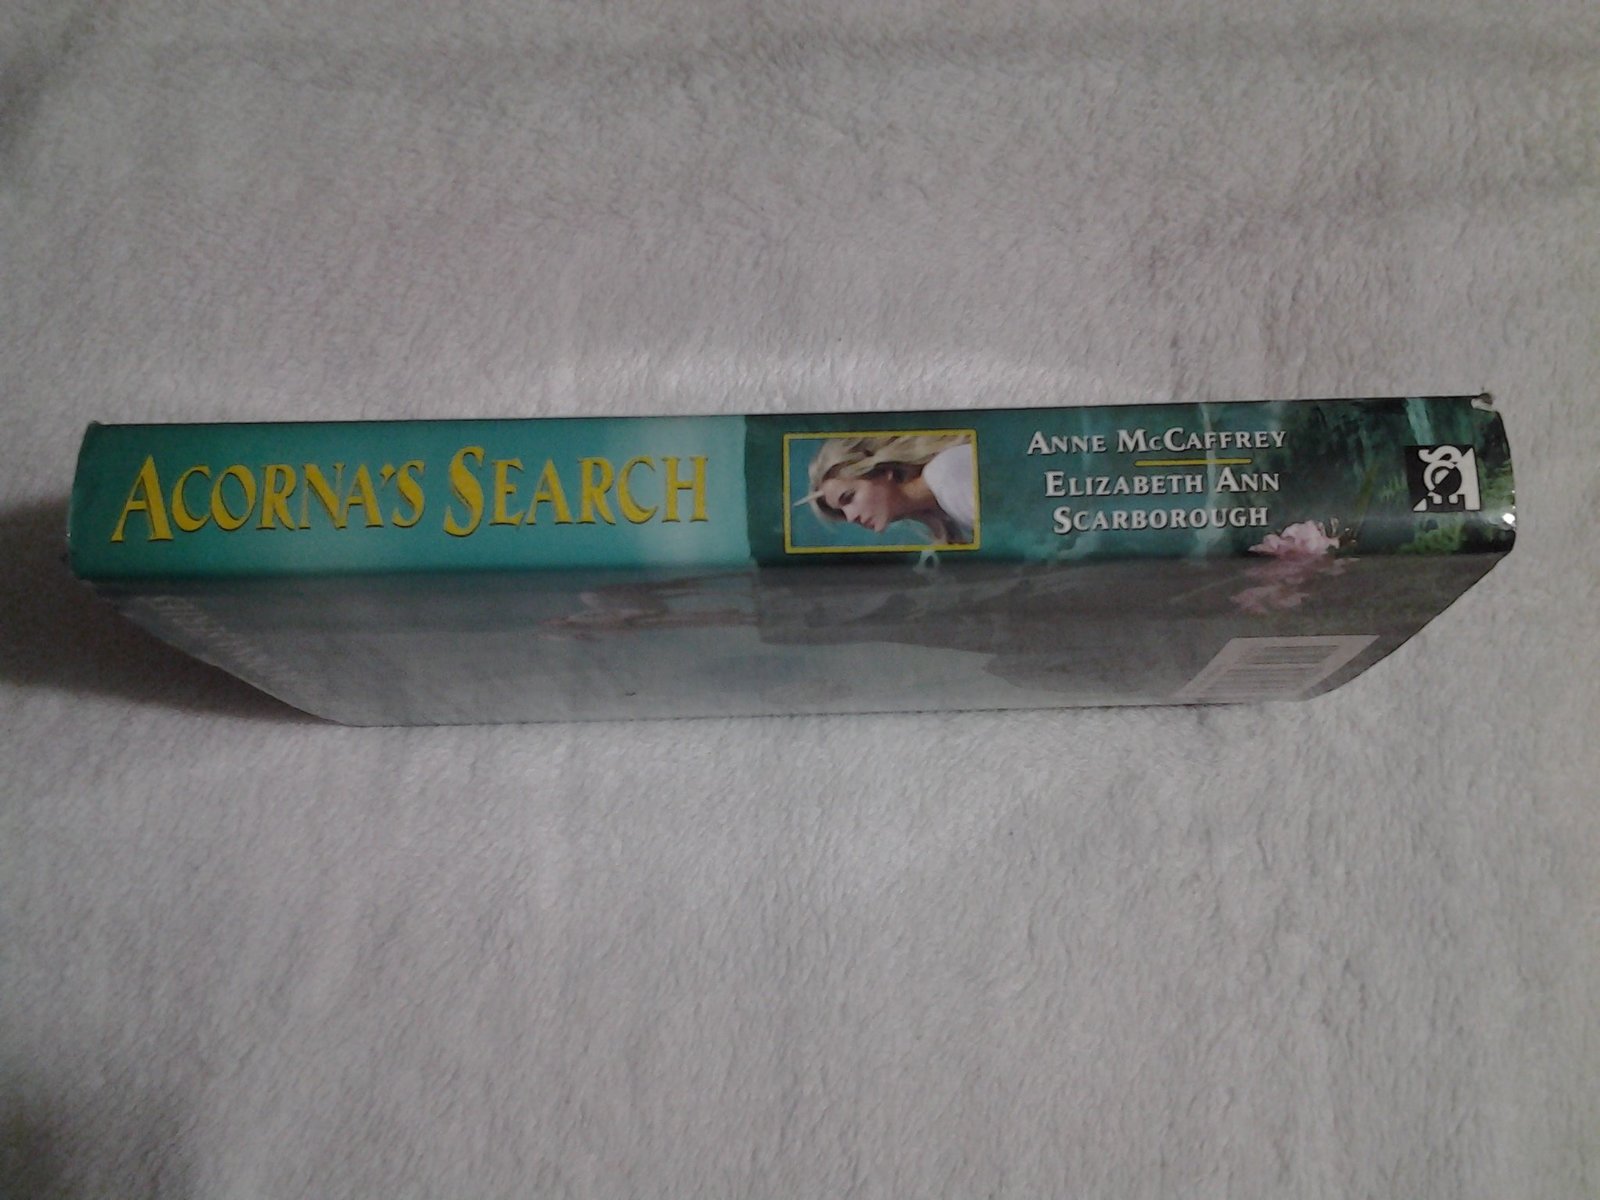 ACORNA'S SEARCH
ANNE MCCAFFREY
ELIZABETH ANN
SCARBOROUGH